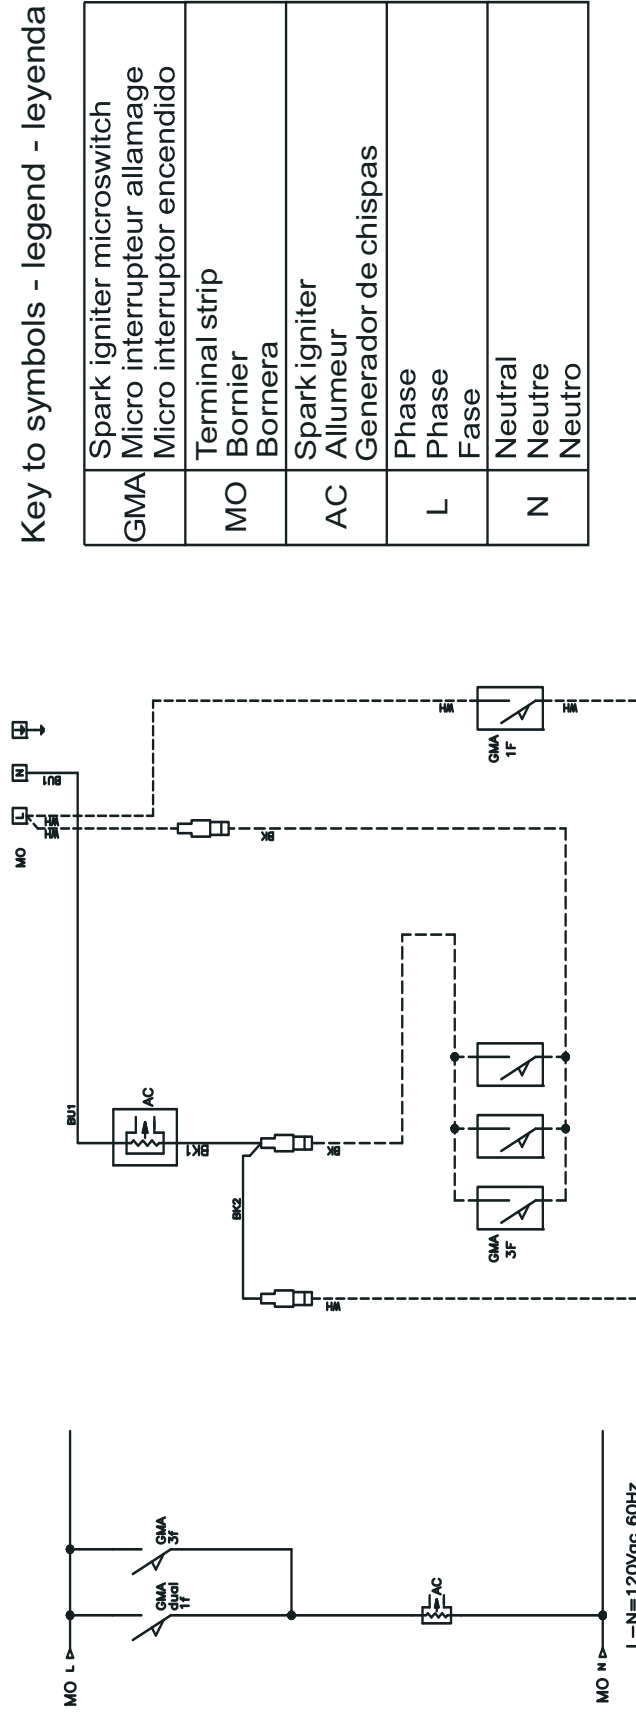 Key to symbols - legend - leyenda
GMA
Spark igniter microswitch
Micro interrupteur allamage
Micro interruptor encendido
MO
Terminal strip
Bornier
Bornera
AC
Spark igniter
Allumeur
Generador de chispas
L
Phase
Phase
Fase
N
Neutral
Neutre
Neutro
MO
L
N
WH
WH
BU1
BU1
AC
BK1
BK2
BK
BK
WH
WH
WH
GMA
1F
GMA
3F
MO L
GMA
dual
1f
GMA
3f
AC
MO N
L-N=120Vac 60Hz